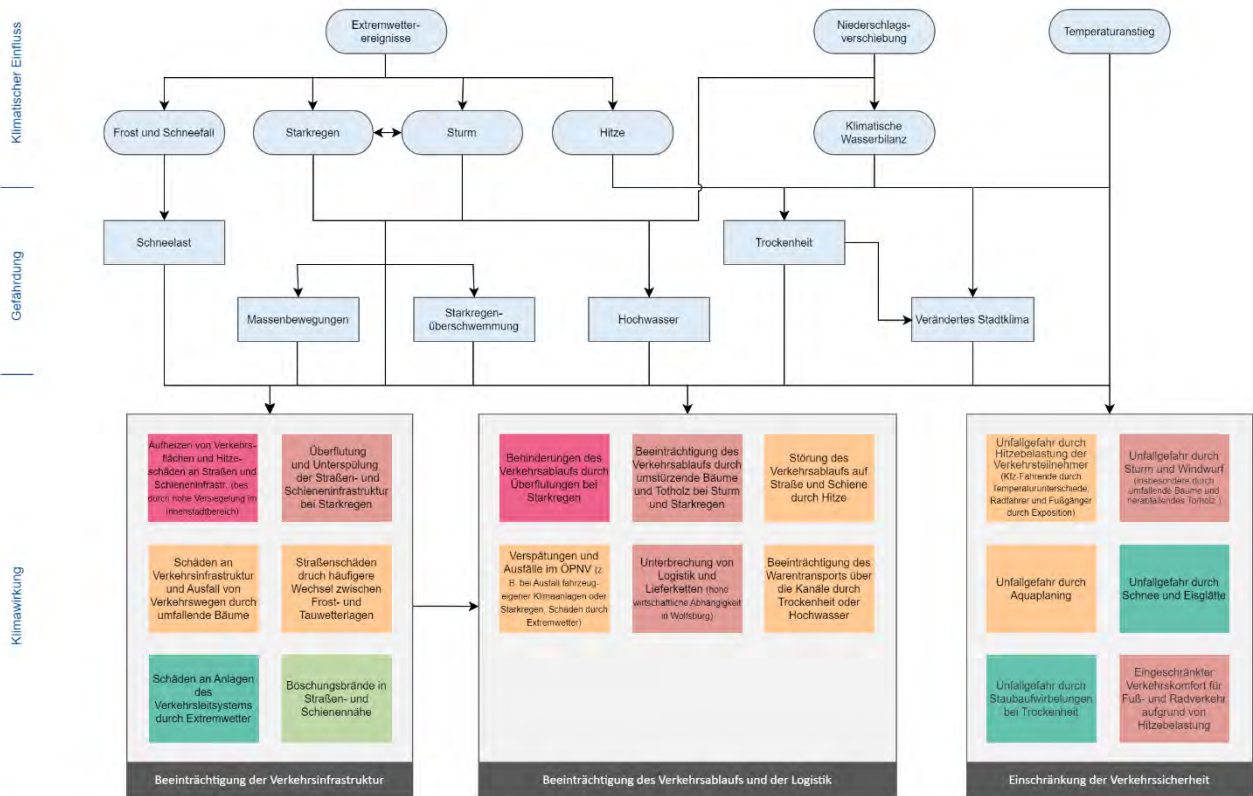 Klimatischer Einfluss
Extremwetter-
ereignisse
Niederschlags-
verschiebung
Temperaturanstieg
Frost und Schneefall
Starkregen
Sturm
Hitze
Klimatische
Wasserbilanz
Gefährdung
Schneelast
Trockenheit
Massenbewegungen
Starkregen-
überschwemmung
Hochwasser
Verändertes Stadtklima
Klimawirkung
Aufheizen von Verkehrs-
flächen und Hitze-
schäden an Straßen und
Schieneninfrastr. (bes.
durch hohe Versiegelung im
Innenstadtbereich)
Überflutung
und Unterspülung
der Straßen- und
Schieneninfrastruktur
bei Starkregen
Schäden an
Verkehrsinfrastruktur
und Ausfall von
Verkehrswegen durch
umfallende Bäume
Straßenschäden
druch häufigere
Wechsel zwischen
Frost- und
Tauwetterlagen
Schäden an Anlagen
des
Verkehrsleitsystems
durch Extremwetter
Böschungsbrände in
Straßen- und
Schienennähe
Beeinträchtigung der Verkehrsinfrastruktur
Behinderungen des
Verkehrsablaufs durch
Überflutungen bei
Starkregen
Beeinträchtigung des
Verkehrsablaufs durch
umstürzende Bäume
und Totholz bei Sturm
und Starkregen
Störung des
Verkehrsablaufs auf
Straße und Schiene
durch Hitze
Verspätungen und
Ausfälle im ÖPNV (z.
B. bei Ausfall fahrzeug-
eigener Klimaanlagen oder
Starkregen, Schäden durch
Extremwetter)
Unterbrechung von
Logistik und
Lieferketten (hohe
wirtschaftliche Abhängigkeit
in Wolfsburg)
Beeinträchtigung des
Warentransports über
die Kanäle durch
Trockenheit oder
Hochwasser
Beeinträchtigung des Verkehrsablaufs und der Logistik
Unfallgefahr durch
Hitzebelastung der
Verkehrsteilnehmer
(Kfz-Fahrende durch
Temperaturunterschiede,
Radfahrer und Fußgänger
durch Exposition)
Unfallgefahr durch
Sturm und Windwurf
(insbesondere durch
umfallende Bäume und
herabfallendes Totholz.)
Unfallgefahr durch
Aquaplaning
Unfallgefahr durch
Schnee und Eisglätte
Unfallgefahr durch
Staubaufwirbelungen
bei Trockenheit
Eingeschränkter
Verkehrskomfort für
Fuß- und Radverkehr
aufgrund von
Hitzebelastung
Einschränkung der Verkehrssicherheit